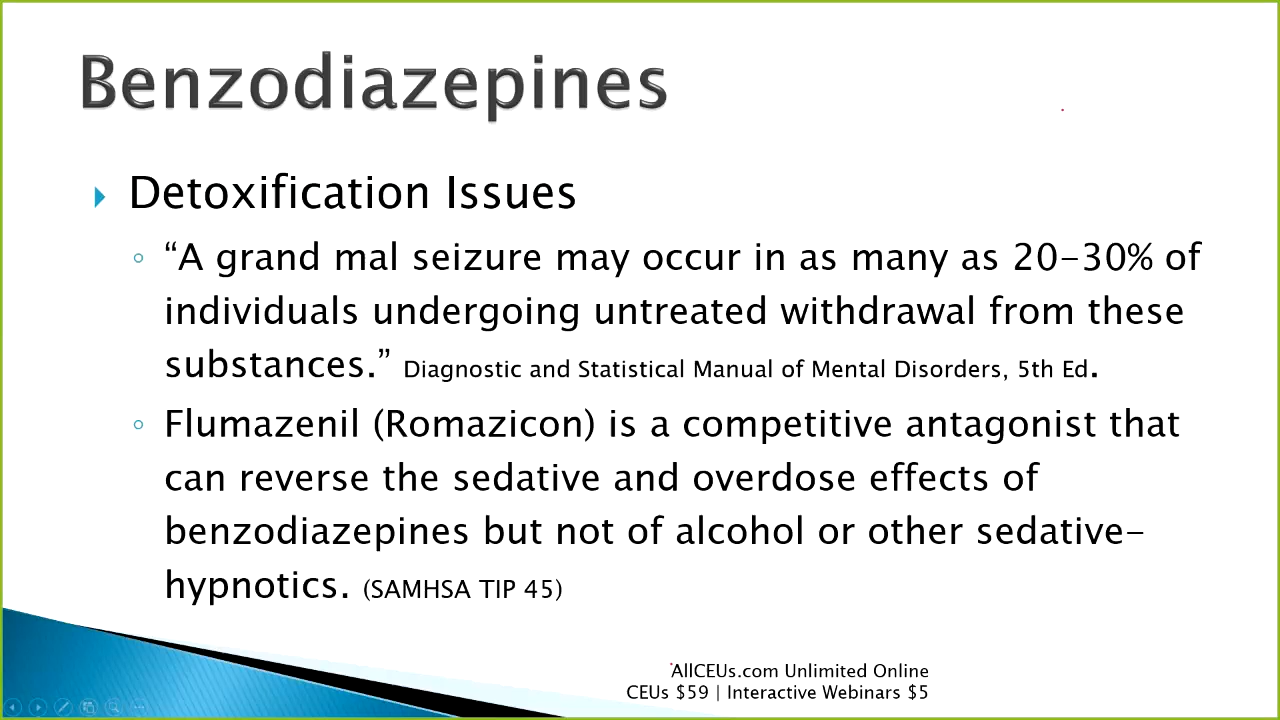 Benzodiazepines
Detoxification Issues
“A grand mal seizure may occur in as many as 20–30% of
individuals undergoing untreated withdrawal from these
substances.” Diagnostic and Statistical Manual of Mental Disorders, 5th Ed.
Flumazenil (Romazicon) is a competitive antagonist that
can reverse the sedative and overdose effects of
benzodiazepines but not of alcohol or other sedative-
hypnotics. (SAMHSA TIP 45)
AllCEUs.com Unlimited Online
CEUs $59 | Interactive Webinars $5